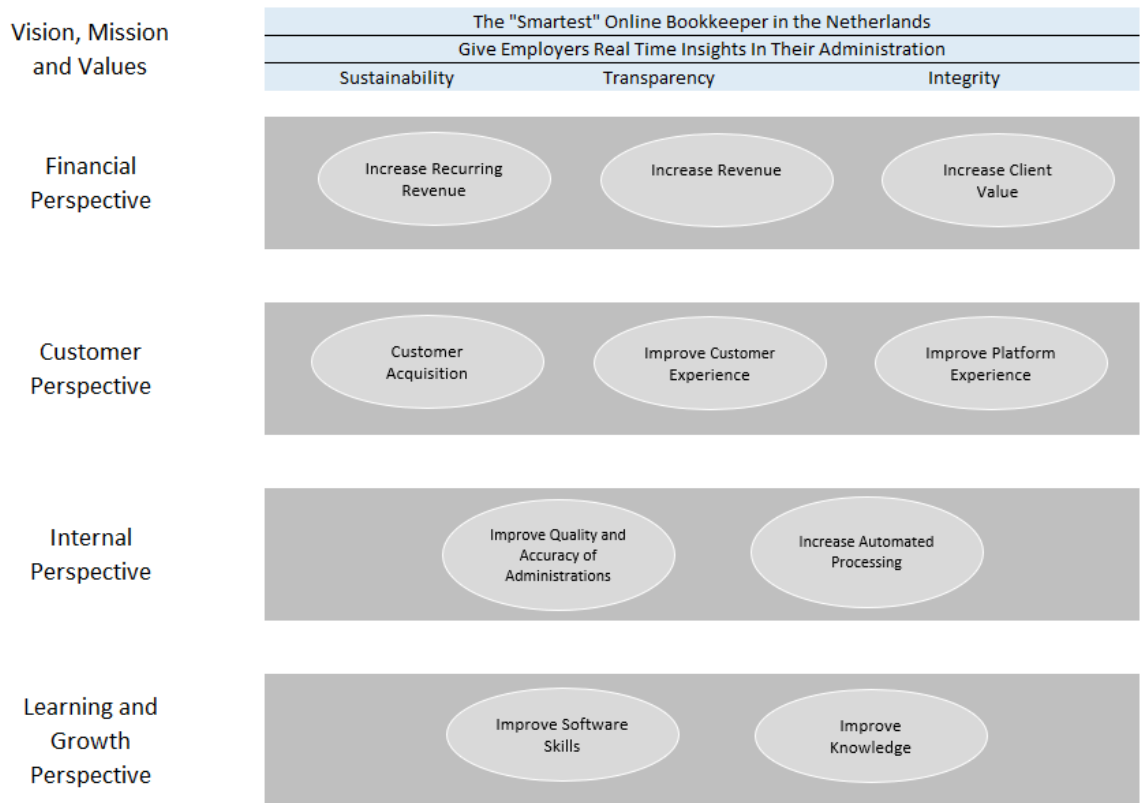 Vision, Mission
and Values
The "Smartest" Online Bookkeeper in the Netherlands
Give Employers Real Time Insights In Their Administration
Sustainability Transparency Integrity
Financial
Perspective
Increase Recurring
Revenue
Increase Revenue
Increase Client
Value
Customer
Perspective
Customer
Acquisition
Improve Customer
Experience
Improve Platform
Experience
Internal
Perspective
Improve Quality and
Accuracy of
Administrations
Increase Automated
Processing
Learning and
Growth
Perspective
Improve Software
Skills
Improve
Knowledge